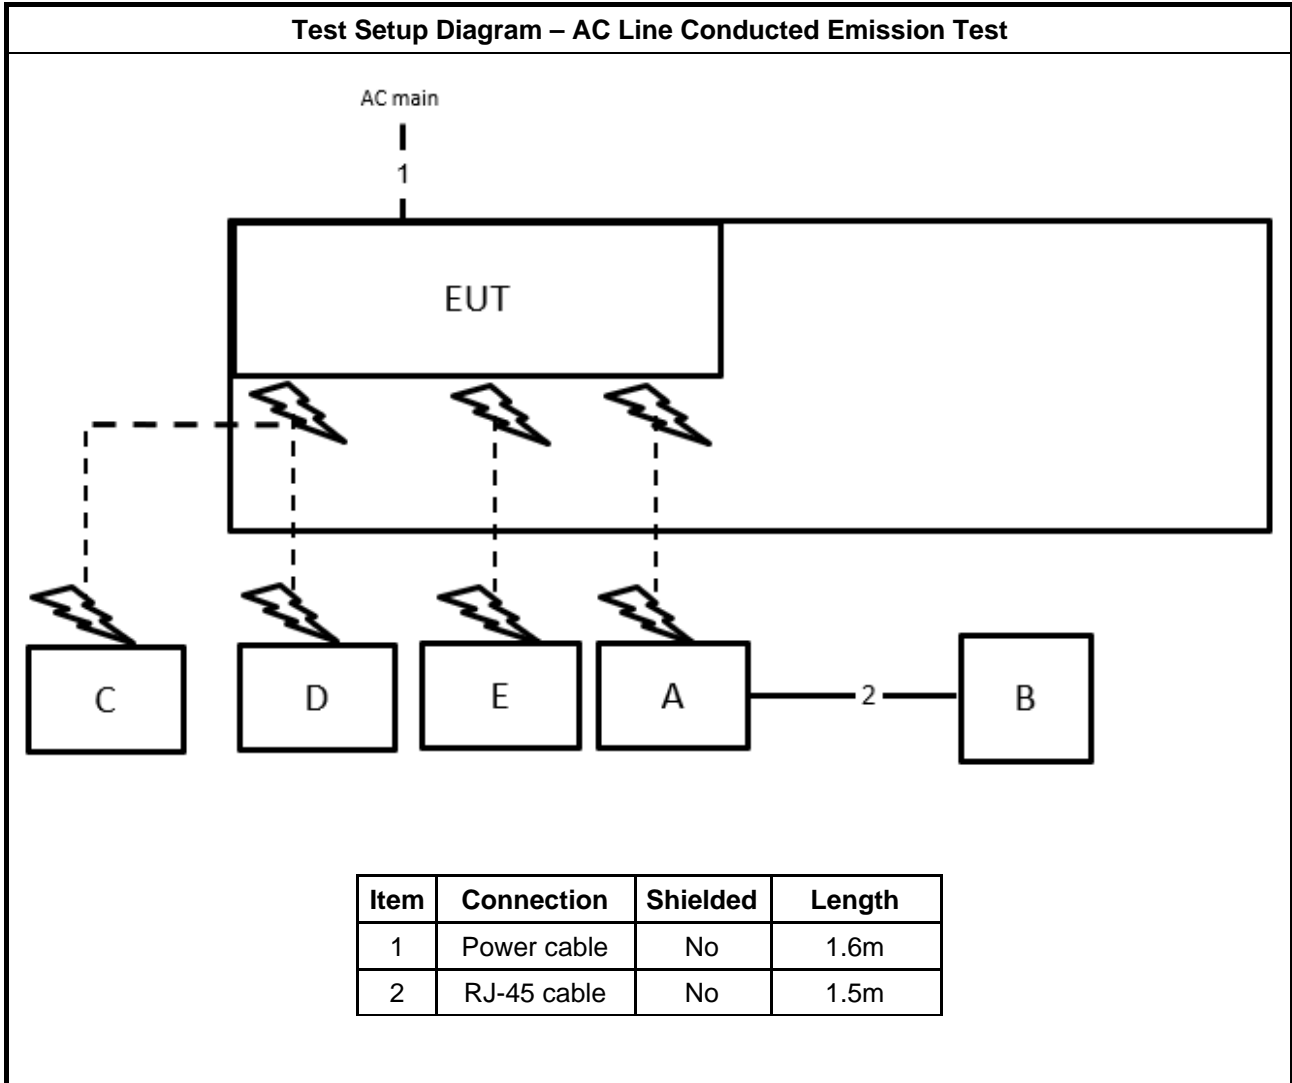 Test Setup Diagram – AC Line Conducted Emission Test
AC main
1
EUT
C
D
E
A
2
B
Item Connection Shielded Length
1 Power cable No 1.6m
2 RJ-45 cable No 1.5m